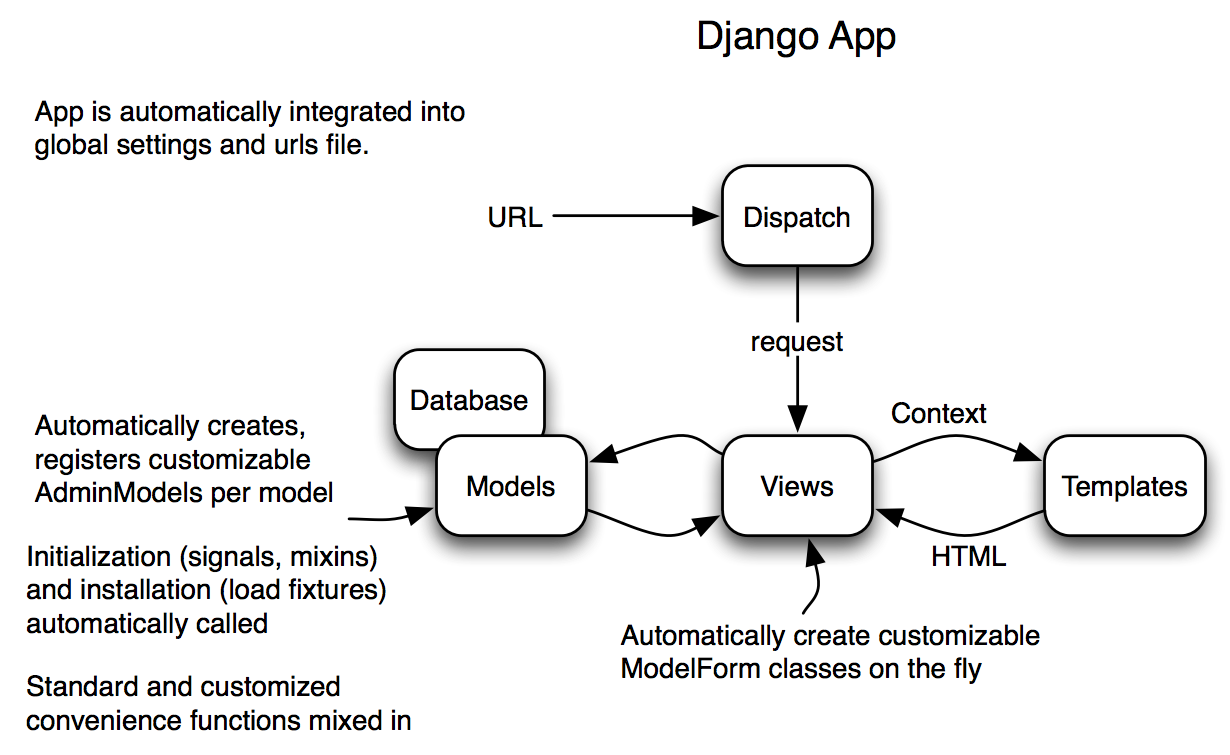 Django App
App is automatically integrated into
global settings and urls file.
URL
Dispatch
request
Database
Context
Automatically creates,
registers customizable
AdminModels per model
Models
Views
Templates
HTML
Initialization (signals, mixins)
and installation (load fixtures)
automatically called
Automatically create customizable
ModelForm classes on the fly
Standard and customized
convenience functions mixed in